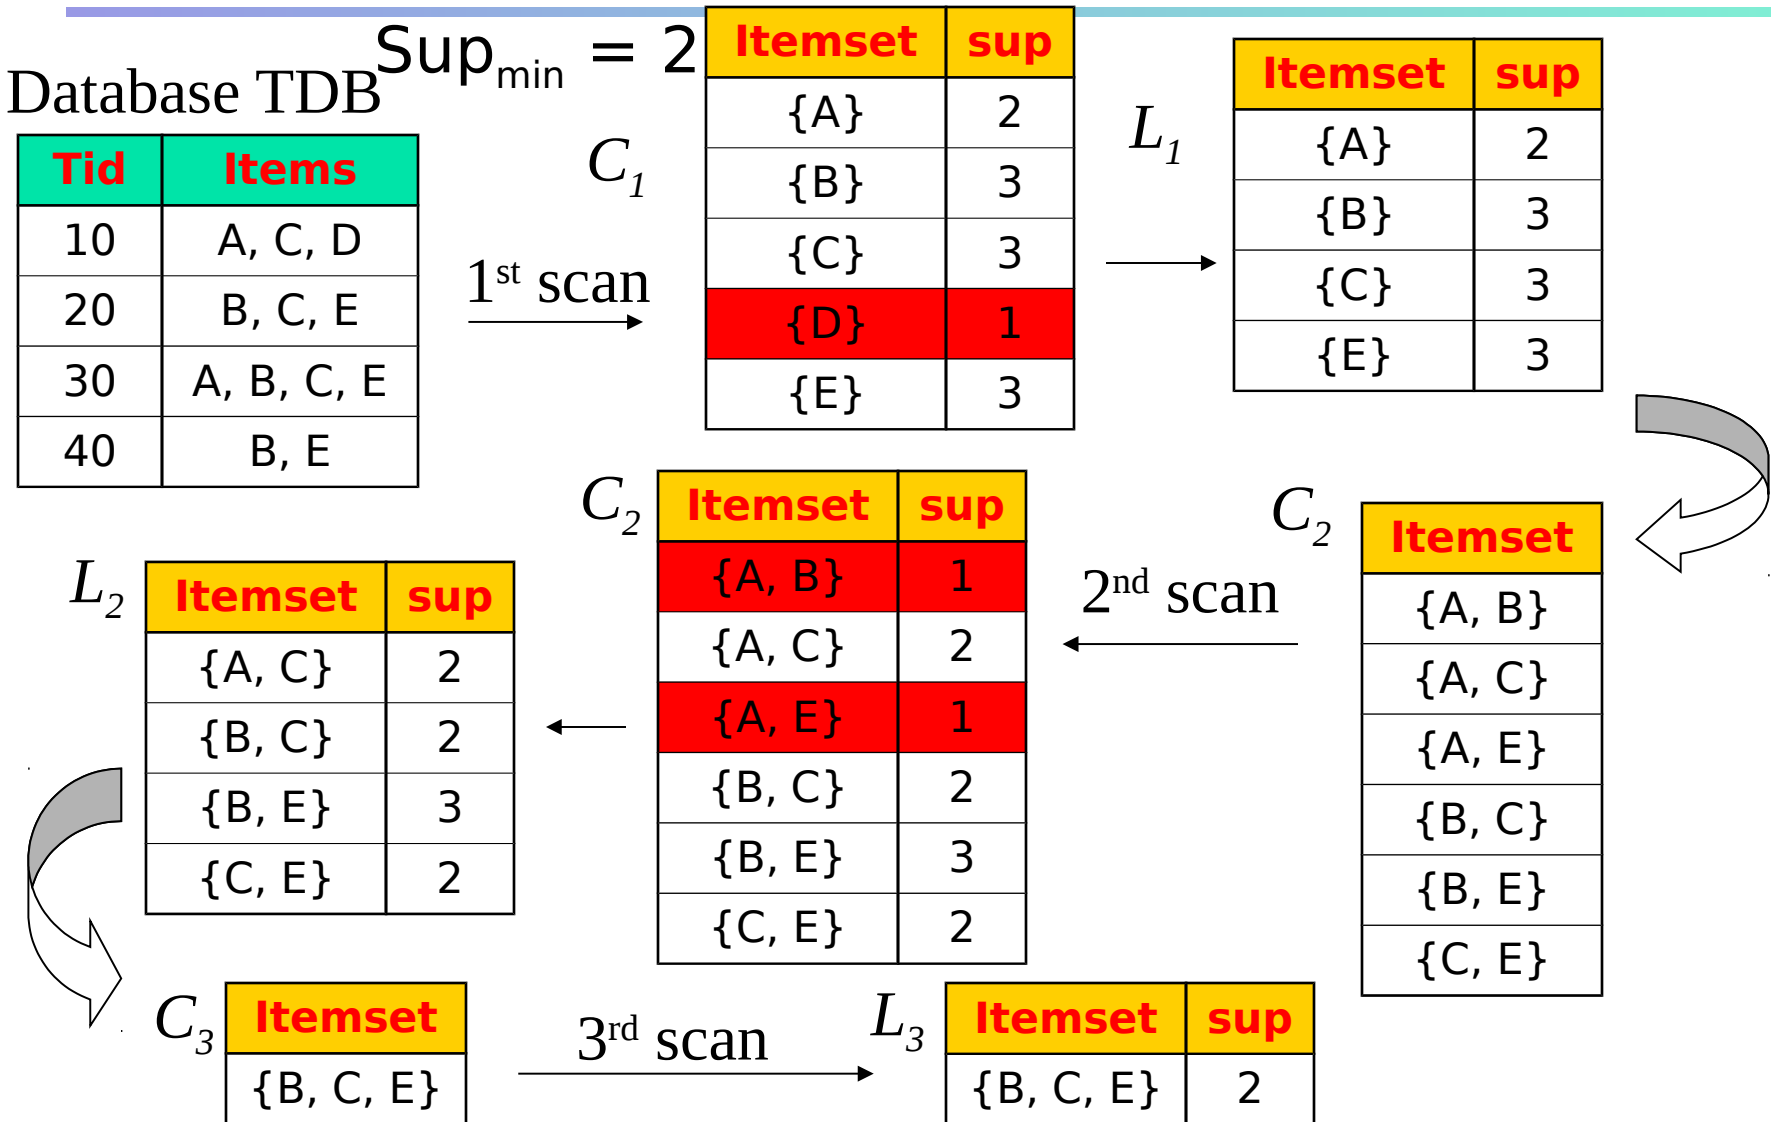 Sup_min = 2
Database TDB
Tid Items
10 A, C, D
20 B, C, E
30 A, B, C, E
40 B, E
1st scan
C1
Itemset sup
{A} 2
{B} 3
{C} 3
{D} 1
{E} 3
L1
Itemset sup
{A} 2
{B} 3
{C} 3
{E} 3
C2
Itemset
{A, B}
{A, C}
{A, E}
{B, C}
{B, E}
{C, E}
2nd scan
C2
Itemset sup
{A, B} 1
{A, C} 2
{A, E} 1
{B, C} 2
{B, E} 3
{C, E} 2
L2
Itemset sup
{A, C} 2
{B, C} 2
{B, E} 3
{C, E} 2
C3
Itemset
{B, C, E}
3rd scan
L3
Itemset sup
{B, C, E} 2